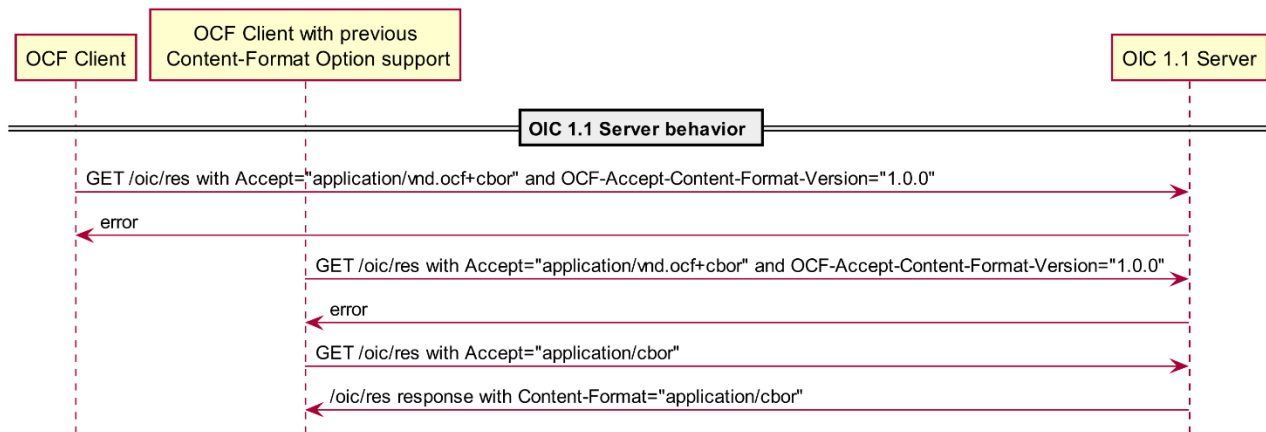 OCF Client
OCF Client with previous
Content-Format Option support
OIC 1.1 Server
OIC 1.1 Server behavior
GET /oic/res with Accept="application/vnd.ocf+cbor" and OCF-Accept-Content-Format-Version="1.0.0"
error
GET /oic/res with Accept="application/vnd.ocf+cbor" and OCF-Accept-Content-Format-Version="1.0.0"
error
GET /oic/res with Accept="application/cbor"
/oic/res response with Content-Format="application/cbor"